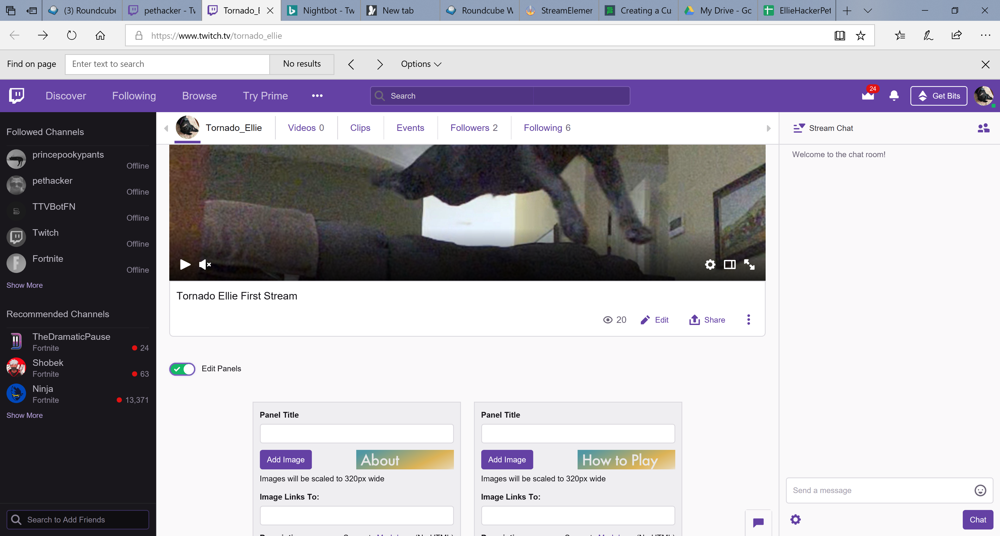 (3) Roundcube
pethacker - Tw
Tornado_E
Nightbot - Tw
New tab
Roundcube W
StreamElemen
Creating a Cu
My Drive - Go
EllieHackerPet
https://www.twitch.tv/tornado_ellie
Find on page
Enter text to search
No results
Options
Discover
Following
Browse
Try Prime
Search
24
Get Bits
Followed Channels
princepookypants
Offline
pethacker
Offline
TTVBotFN
Offline
Twitch
Offline
Fortnite
Offline
Show More
Recommended Channels
TheDramaticPause
Fortnite
24
Shobek
Fortnite
63
Ninja
Fortnite
13,371
Show More
Search to Add Friends
Tornado_Ellie
Videos 0
Clips
Events
Followers 2
Following 6
Tornado Ellie First Stream
20
Edit
Share
Edit Panels
Panel Title
Add Image
About
Images will be scaled to 320px wide
Image Links To:
Panel Title
Add Image
How to Play
Images will be scaled to 320px wide
Image Links To:
Stream Chat
Welcome to the chat room!
Send a message
Chat